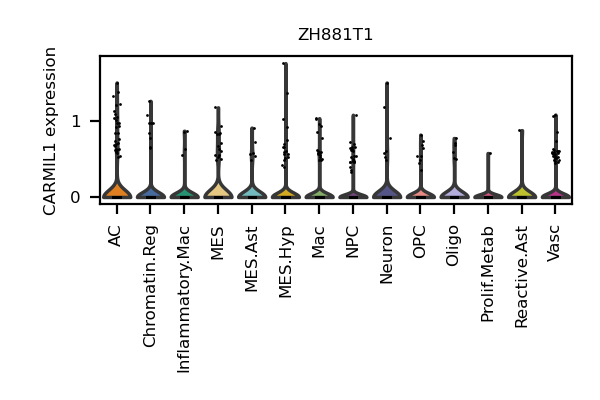 ZH881T1
CARMIL1 expression
1
0
AC
Chromatin.Reg
Inflammatory.Mac
MES
MES.Ast
MES.Hyp
Mac
NPC
Neuron
OPC
Oligo
Prolif.Metab
Reactive.Ast
Vasc